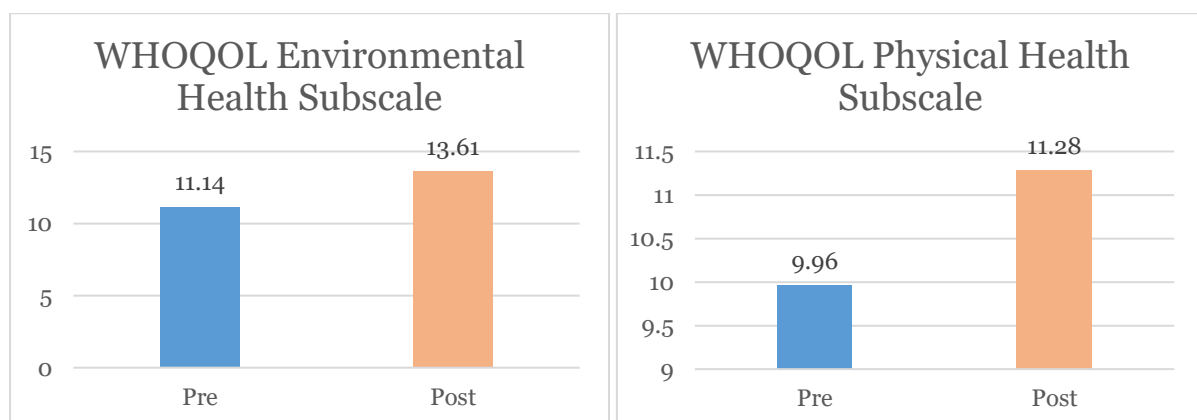 WHOQOL Environmental
Health Subscale
15
10
5
0
11.14
13.61
Pre
Post
WHOQOL Physical Health
Subscale
11.5
11
10.5
10
9.5
9
9.96
11.28
Pre
Post